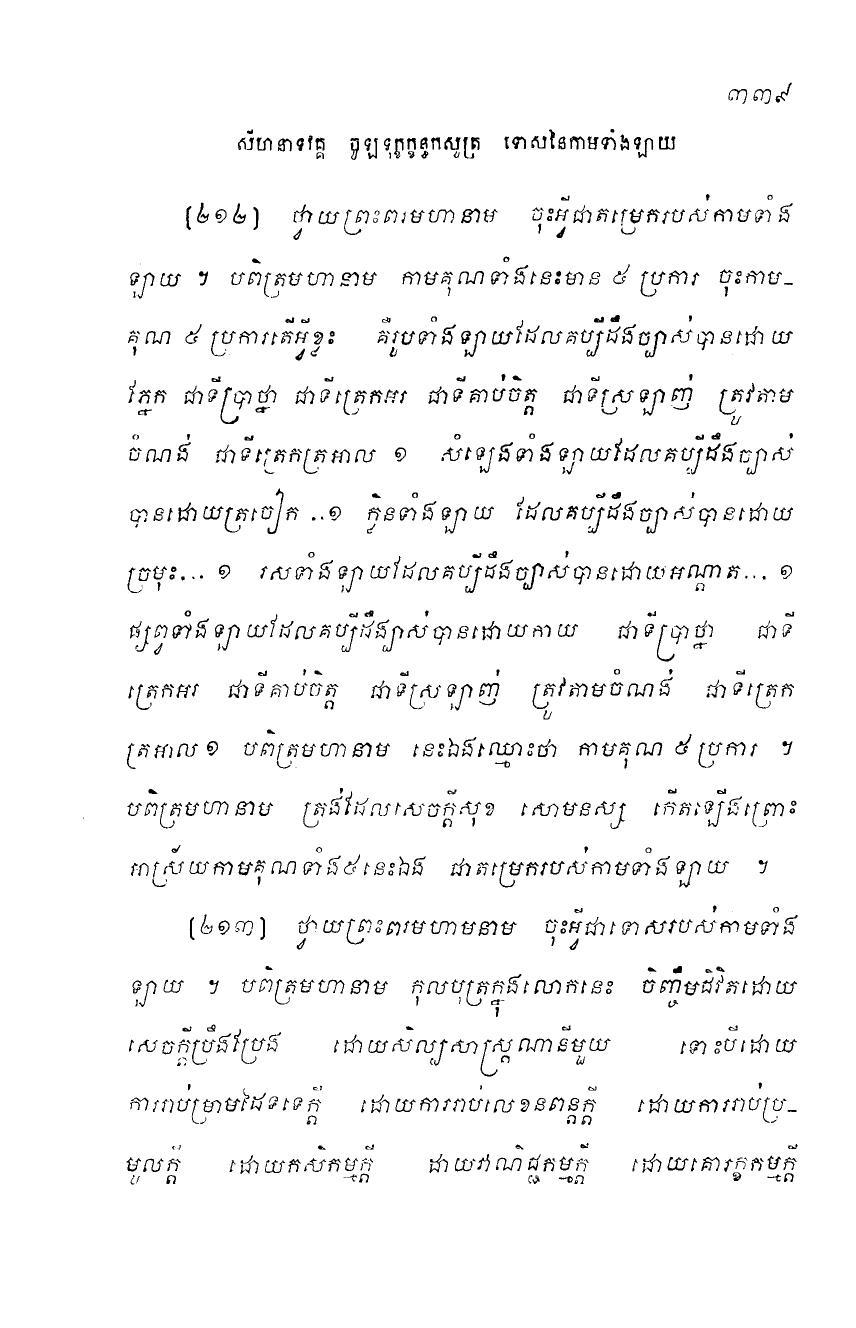 ៣៣៩
សីហនាទវគ្គ ចូឡទុក្ខក្ខន្ធកសូត្រ ទោសនៃកាមទាំងឡាយ
[២១២] ថ្វាយព្រះពរមហានាម ចុះអ្វីជាតម្រេករបស់កាមទាំង
ឡាយ ។ បពិត្រមហានាម កាមគុណទាំងនេះមាន ៥ ប្រការ ចុះកាម-
គុណ ៥ ប្រការតើអ្វីខ្លះ គឺរូបទាំងឡាយដែលគប្បីដឹងច្បាស់បានដោយ
ភ្នែក ជាទីប្រាថ្នា ជាទីត្រេកអរ ជាទីគាប់ចិត្ត ជាទីស្រឡាញ់ ត្រូវតាម
ចំណង់ ជាទីត្រេកត្រអាល ១ សំឡេងទាំងឡាយដែលគប្បីដឹងច្បាស់
បានដោយត្រចៀក ..១ ក្លិនទាំងឡាយ ដែលគប្បីដឹងច្បាស់បានដោយ
ច្រមុះ... ១ រសទាំងឡាយដែលគប្បីដឹងច្បាស់បានដោយអណ្តាត... ១
ផ្សព្វទាំងឡាយដែលគប្បីដឹងច្បាស់បានដោយកាយ ជាទីប្រាថ្នា ជាទី
ត្រេកអរ ជាទីគាប់ចិត្ត ជាទីស្រឡាញ់ ត្រូវតាមចំណង់ ជាទីត្រេក
ត្រអាល ១ បពិត្រមហានាម នេះឯងឈ្មោះថា កាមគុណ ៥ ប្រការ ។
បពិត្រមហានាម ត្រង់ដែលសេចក្តីសុខ សោមនស្ស កើតឡើងព្រោះ
អាស្រ័យកាមគុណទាំង៥នេះឯង ជាតម្រេករបស់កាមទាំងឡាយ ។
[២១៣] ថ្វាយព្រះពរមហាមនាម ចុះអ្វីជាទោសរបស់កាមទាំង
ឡាយ ។ បពិត្រមហានាម កុលបុត្រក្នុងលោកនេះ ចិញ្ចឹមជីវិតដោយ
សេចក្តីប្រឹងប្រែង ដោយសិល្បសាស្ត្រណានីមួយ ទោះបីដោយ
ការរាប់ម្រាមដៃទទេក្តី ដោយការរាប់លេខនពន្តក្តី ដោយការរាប់ប្រ-
មូលក្តី ដោយកសិកម្មក្តី ដាយវាណិជ្ជកម្មក្តី ដោយគោរក្ខកម្មក្តី